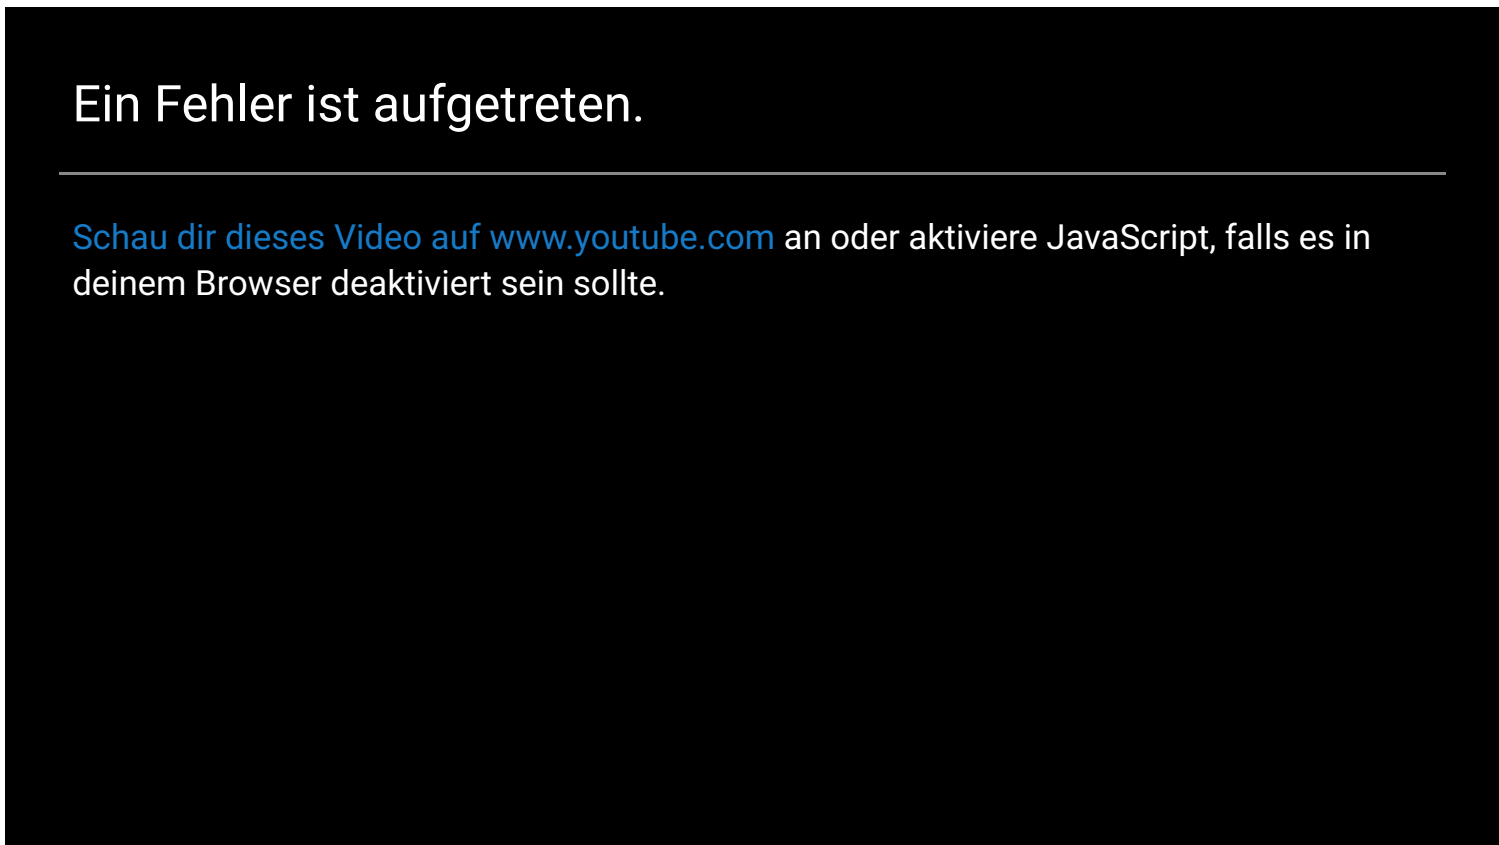 Ein Fehler ist aufgetreten.
Schau dir dieses Video auf www.youtube.com an oder aktiviere JavaScript, falls es in
deinem Browser deaktiviert sein sollte.